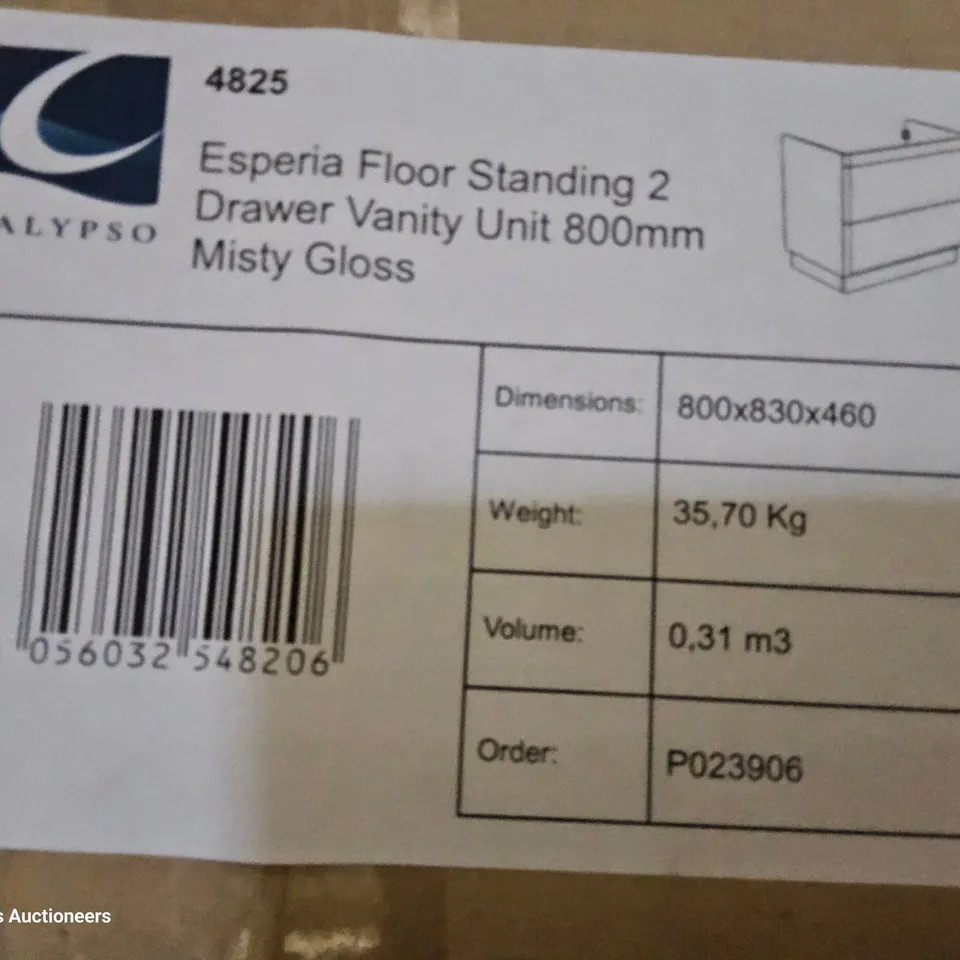 ALYPSO
4825
Esperia Floor Standing 2
Drawer Vanity Unit 800mm
Misty Gloss
Dimensions: 800x830x460
Weight: 35,70 Kg
Volume: 0,31 m3
Order: P023906
056032 548206
s Auctioneers